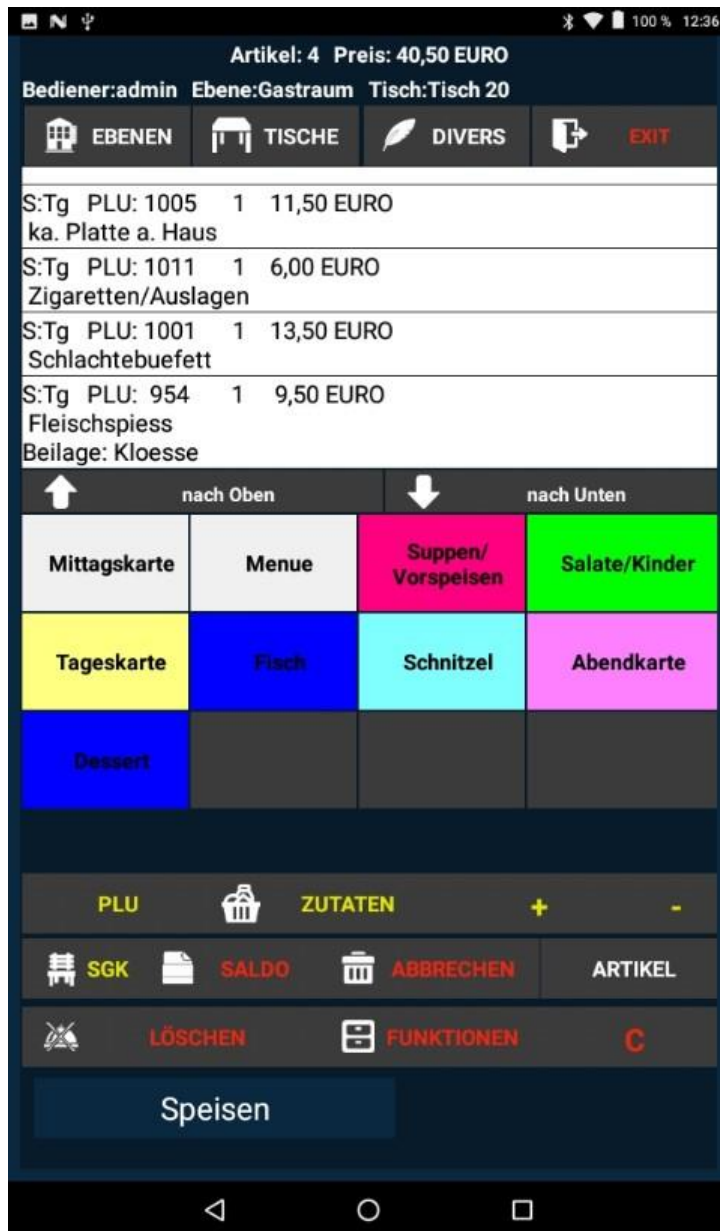 100 % 12:36
Artikel: 4 Preis: 40,50 EURO
Bediener:admin Ebene:Gastraum Tisch:Tisch 20
EBENEN TISCHE DIVERS EXIT
S:Tg PLU: 1005 1 11,50 EURO
ka. Platte a. Haus
S:Tg PLU: 1011 1 6,00 EURO
Zigaretten/Auslagen
S:Tg PLU: 1001 1 13,50 EURO
Schlachtebuefett
S:Tg PLU: 954 1 9,50 EURO
Fleischspiess
Beilage: Kloesse
nach Oben nach Unten
Mittagskarte Menue Suppen/ Salate/Kinder
Vorspeisen
Tageskarte Fisch Schnitzel Abendkarte
Dessert
PLU ZUTATEN + -
SGK SALDO ABBRECHEN ARTIKEL
LÖSCHEN FUNKTIONEN C
Speisen